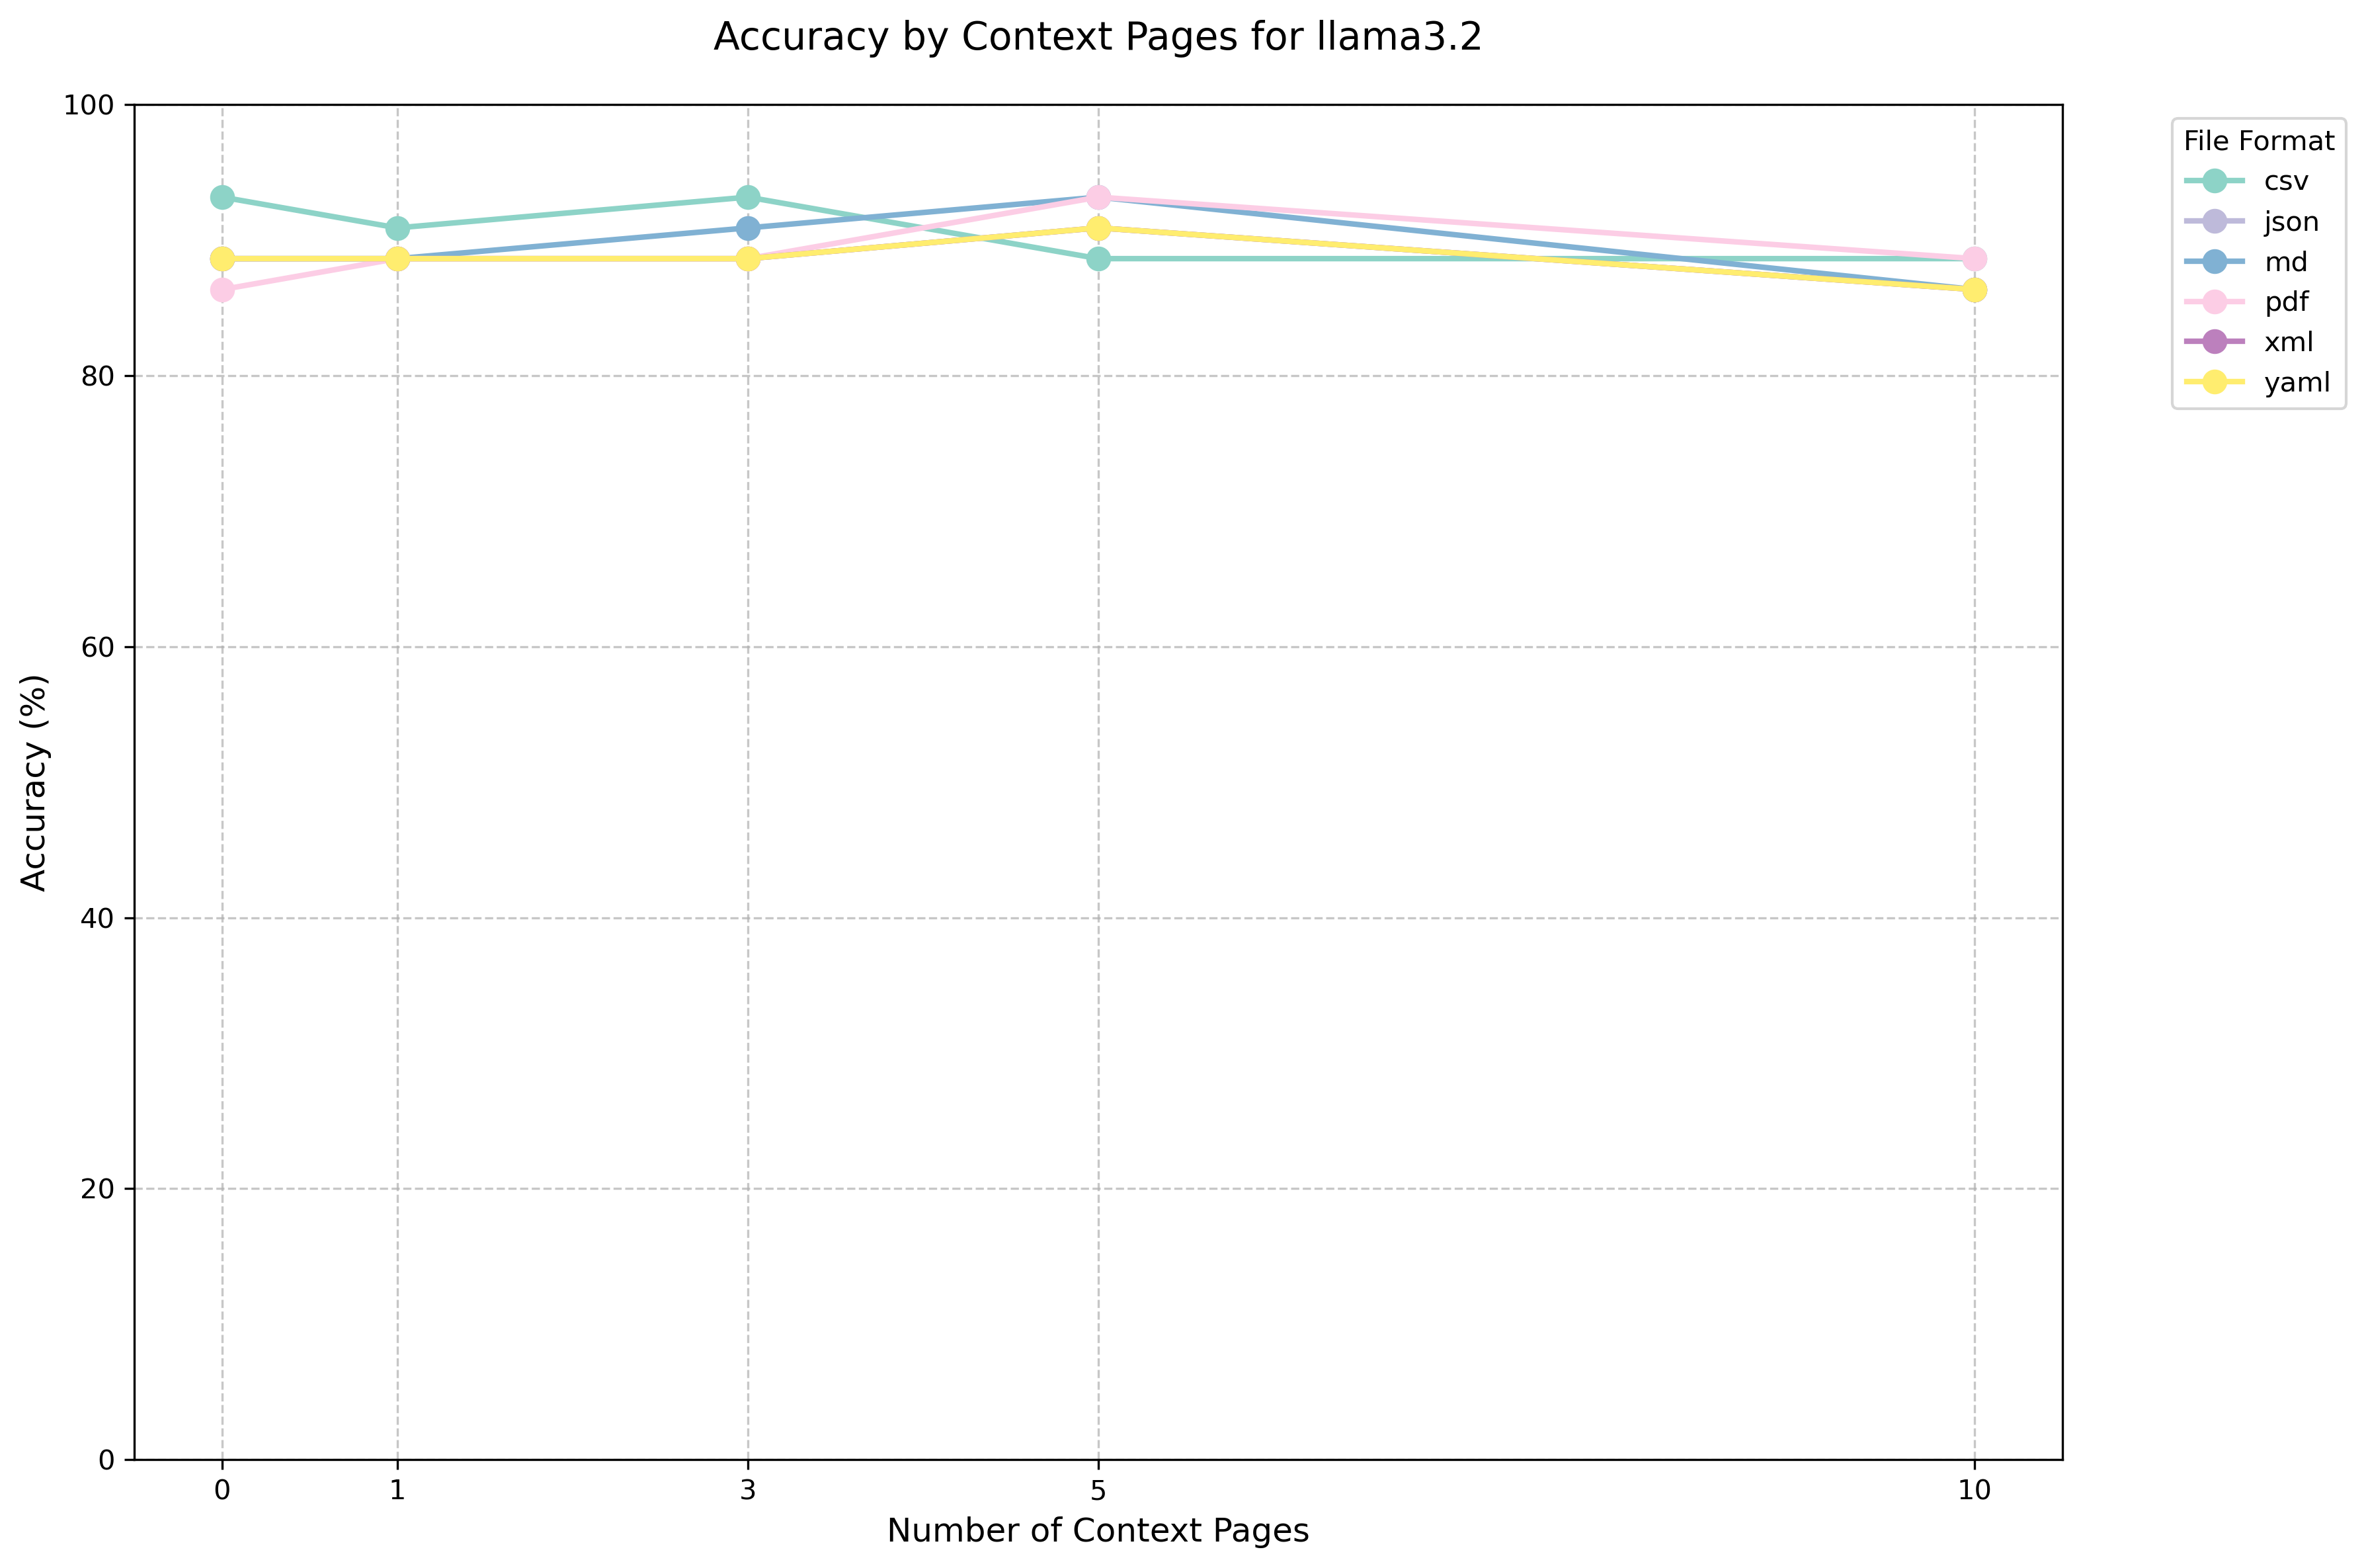 Accuracy by Context Pages for llama3.2
100
80
60
40
20
0
Accuracy (%)
0 1 3 5 10
Number of Context Pages
File Format
csv
json
md
pdf
xml
yaml